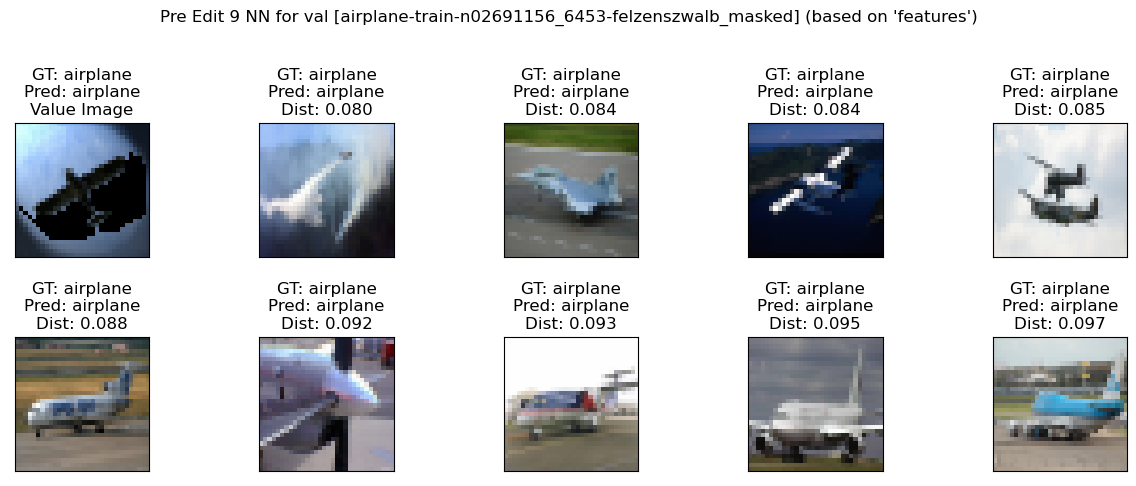 Pre Edit 9 NN for val [airplane-train-n02691156_6453-felzenszwalb_masked] (based on 'features')
GT: airplane
Pred: airplane
Value Image
GT: airplane
Pred: airplane
Dist: 0.080
GT: airplane
Pred: airplane
Dist: 0.084
GT: airplane
Pred: airplane
Dist: 0.084
GT: airplane
Pred: airplane
Dist: 0.085
GT: airplane
Pred: airplane
Dist: 0.088
GT: airplane
Pred: airplane
Dist: 0.092
GT: airplane
Pred: airplane
Dist: 0.093
GT: airplane
Pred: airplane
Dist: 0.095
GT: airplane
Pred: airplane
Dist: 0.097